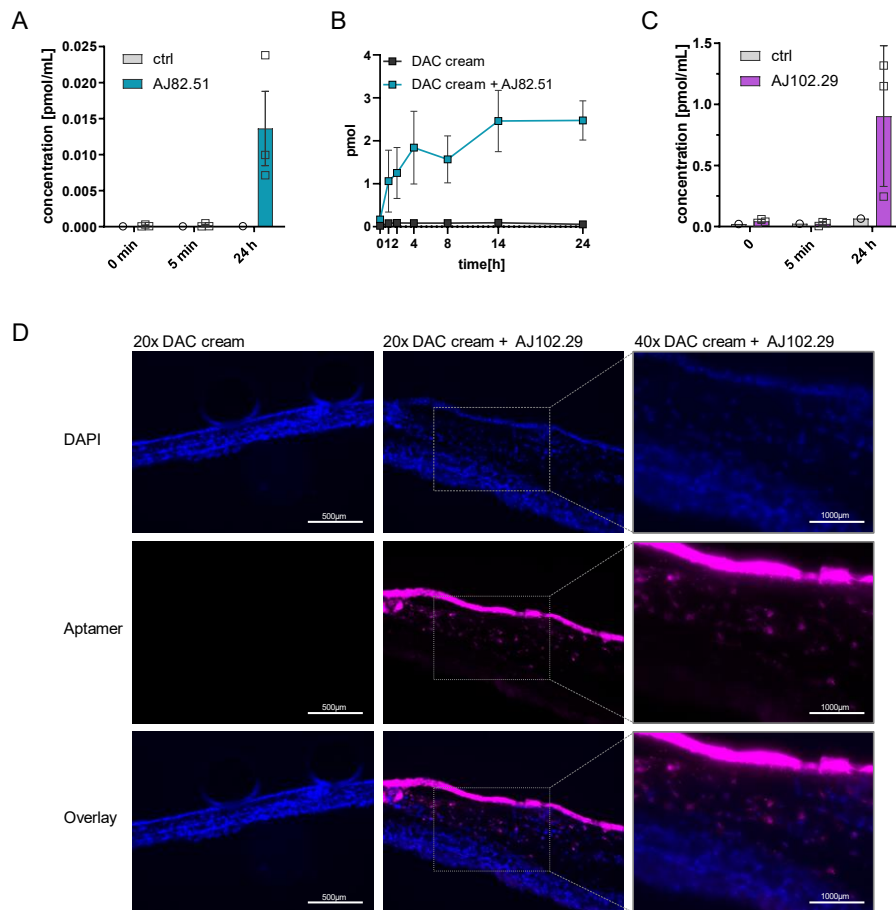 A
concentration [pmol/mL]
0.025
0.020
0.015
0.010
0.005
0.000
ctrl
AJ82.51
0 min
5 min
24 h
B
pmol
4
3
2
1
0
DAC cream
DAC cream + AJ82.51
0 1 2 4 8 14 24
time[h]
C
concentration [pmol/mL]
1.5
1.0
0.5
0.0
ctrl
AJ102.29
0
5 min
24 h
D
20x DAC cream
20x DAC cream + AJ102.29
40x DAC cream + AJ102.29
DAPI
500µm
1000µm
Aptamer
500µm
1000µm
Overlay
500µm
1000µm